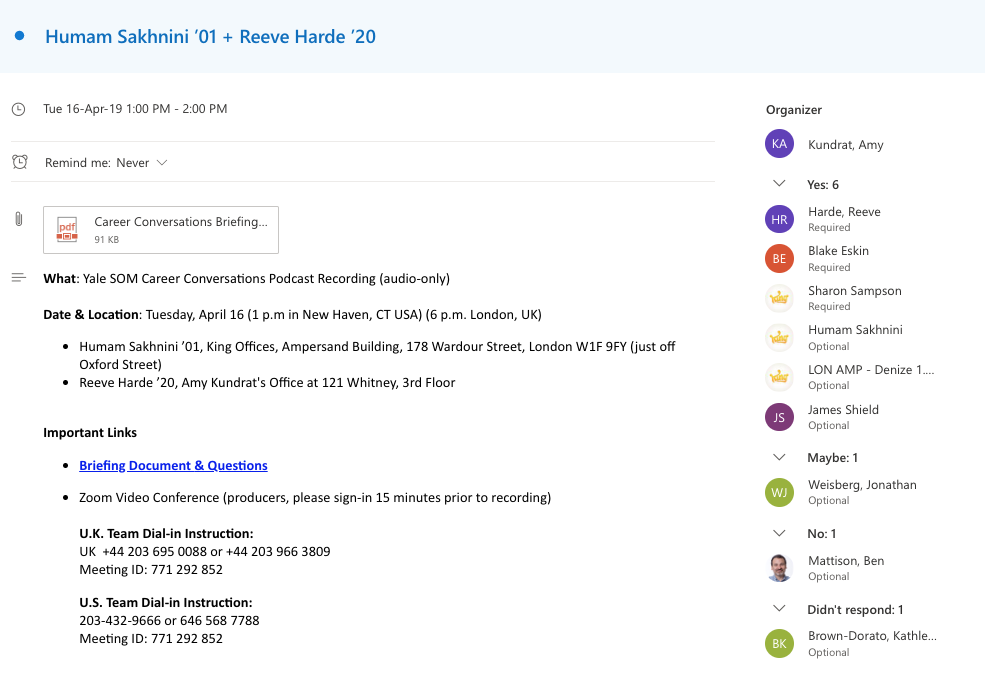 Humam Sakhnini ’01 + Reeve Harde ’20
Tue 16-Apr-19 1:00 PM - 2:00 PM
Remind me: Never
pdf
Career Conversations Briefing...
91 KB
What: Yale SOM Career Conversations Podcast Recording (audio-only)
Date & Location: Tuesday, April 16 (1 p.m in New Haven, CT USA) (6 p.m. London, UK)
• Humam Sakhnini ’01, King Offices, Ampersand Building, 178 Wardour Street, London W1F 9FY (just off
Oxford Street)
• Reeve Harde ’20, Amy Kundrat's Office at 121 Whitney, 3rd Floor
Important Links
• Briefing Document & Questions
• Zoom Video Conference (producers, please sign-in 15 minutes prior to recording)
U.K. Team Dial-in Instruction:
UK +44 203 695 0088 or +44 203 966 3809
Meeting ID: 771 292 852
U.S. Team Dial-in Instruction:
203-432-9666 or 646 568 7788
Meeting ID: 771 292 852
Organizer
KA
Kundrat, Amy
Yes: 6
HR
Harde, Reeve
Required
BE
Blake Eskin
Required
Sharon Sampson
Required
Humam Sakhnini
Optional
LON AMP - Denize 1....
Optional
JS
James Shield
Optional
Maybe: 1
WJ
Weisberg, Jonathan
Optional
No: 1
Mattison, Ben
Optional
Didn't respond: 1
BK
Brown-Dorato, Kathle...
Optional